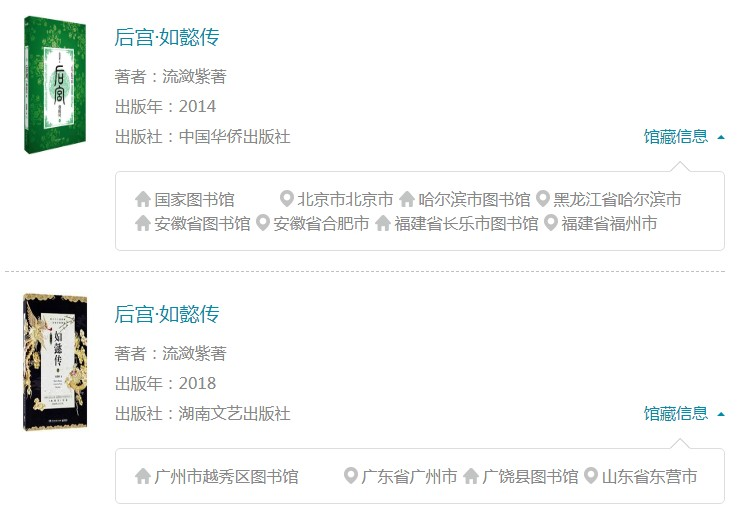 后宫·如懿传
著者：流潋紫著
出版年：2014
出版社：中国华侨出版社
馆藏信息
国家图书馆 北京市北京市 哈尔滨市图书馆 黑龙江省哈尔滨市
安徽省图书馆 安徽省合肥市 福建省长乐市图书馆 福建省福州市
后宫
后宫·如懿传
著者：流潋紫著
出版年：2018
出版社：湖南文艺出版社
馆藏信息
广州市越秀区图书馆 广东省广州市 广饶县图书馆 山东省东营市
如懿传